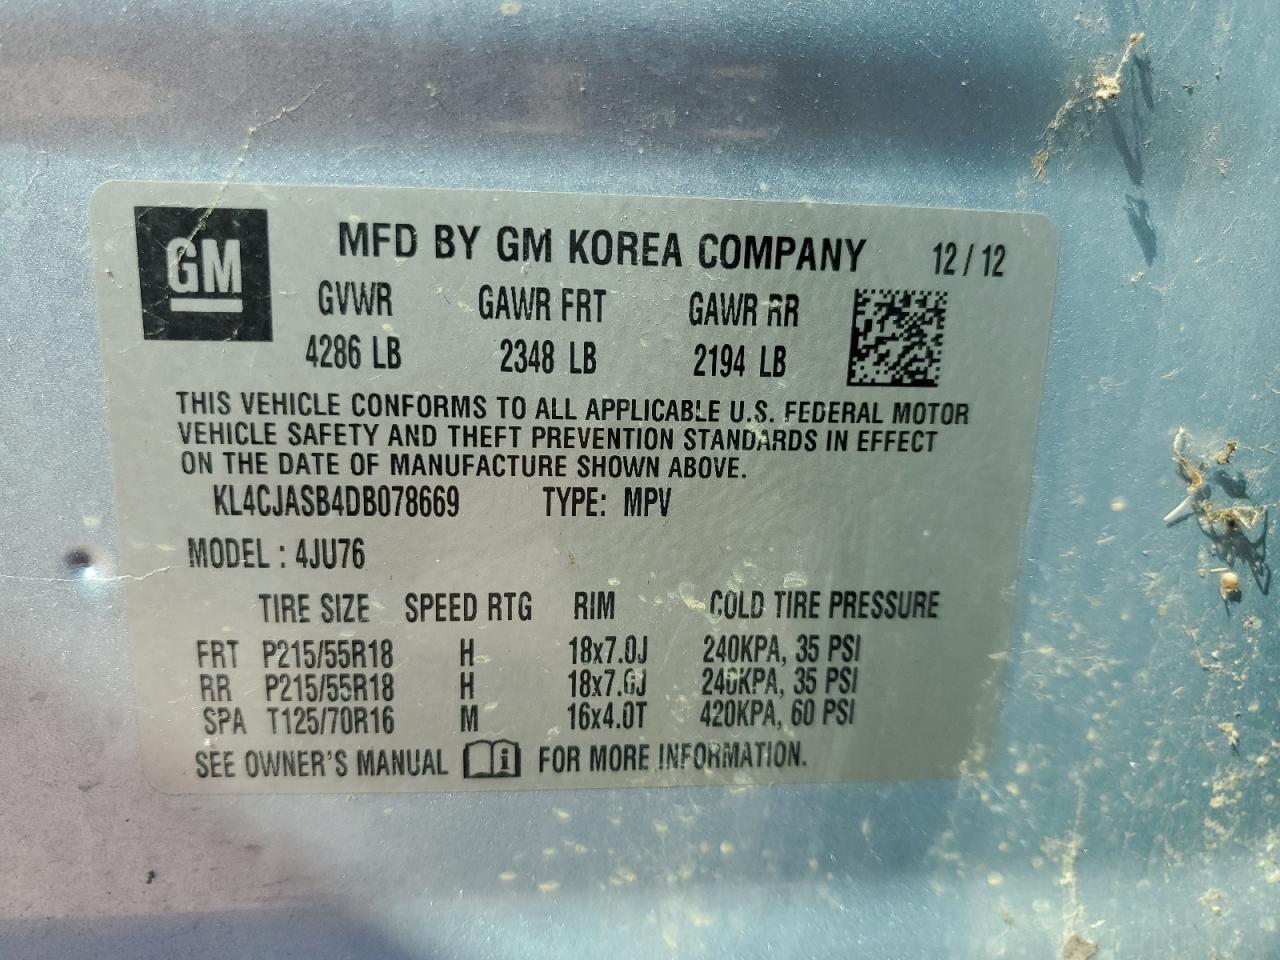 GM
MFD BY GM KOREA COMPANY 12 / 12
GVWR GAWR FRT GAWR RR
4286 LB 2348 LB 2194 LB
THIS VEHICLE CONFORMS TO ALL APPLICABLE U.S. FEDERAL MOTOR
VEHICLE SAFETY AND THEFT PREVENTION STANDARDS IN EFFECT
ON THE DATE OF MANUFACTURE SHOWN ABOVE.
KL4CJASB4DB078669 TYPE: MPV
MODEL : 4JU76
TIRE SIZE SPEED RTG RIM COLD TIRE PRESSURE
FRT P215/55R18 H 18x7.0J 240KPA, 35 PSI
RR P215/55R18 H 18x7.0J 240KPA, 35 PSI
SPA T125/70R16 M 16x4.0T 420KPA, 60 PSI
SEE OWNER'S MANUAL i FOR MORE INFORMATION.